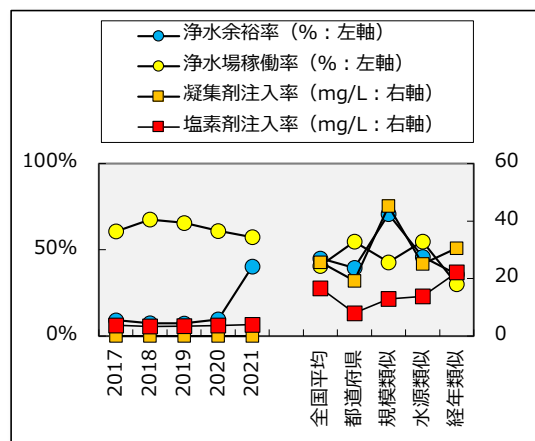 浄水余裕率（%：左軸）
浄水場稼働率（%：左軸）
凝集剤注入率（mg/L：右軸）
塩素剤注入率（mg/L：右軸）
100%
60
40
50%
20
0%
0
2017
2018
2019
2020
2021
全国平均
都道府県
規模類似
水源類似
経年類似